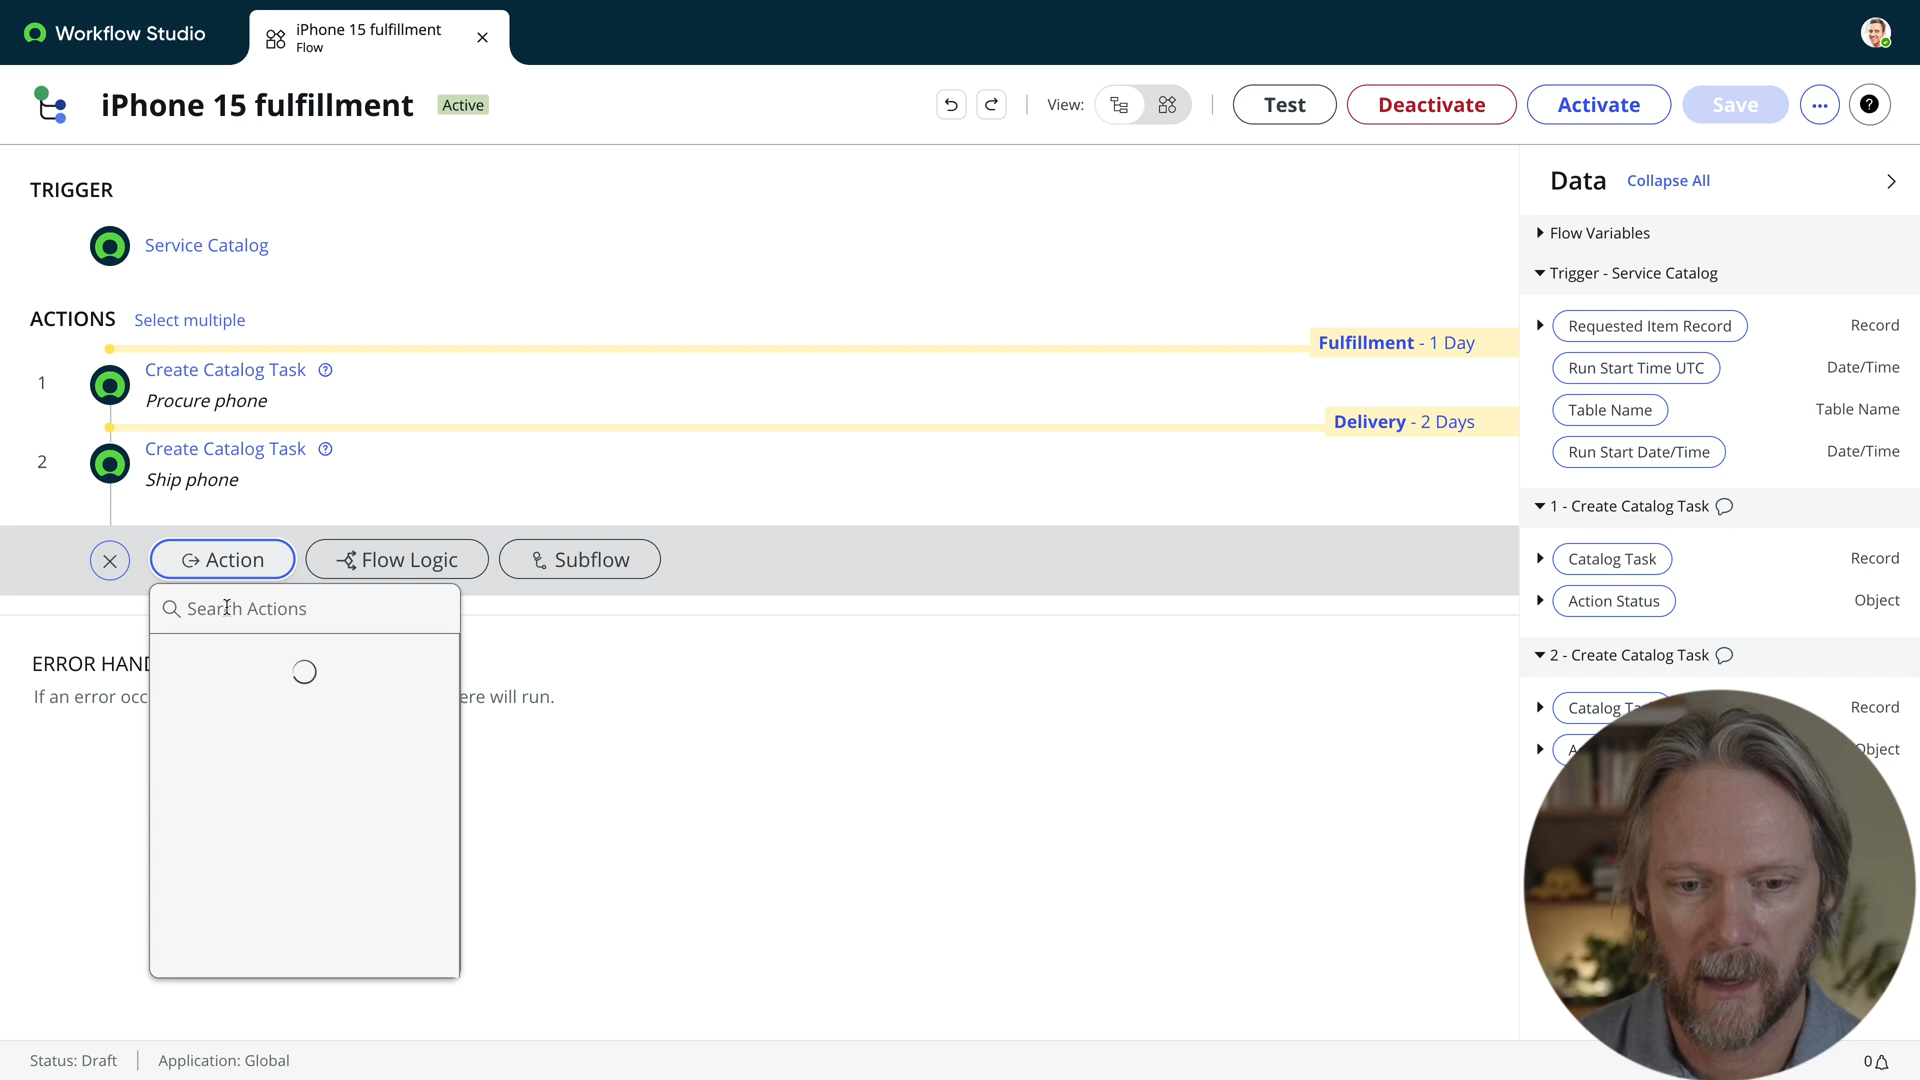 Workflow Studio
iPhone 15 fulfillment
Flow
iPhone 15 fulfillment
Active
View:
Test
Deactivate
Activate
Save
TRIGGER
Service Catalog
ACTIONS
Select multiple
Fulfillment - 1 Day
1
Create Catalog Task
Procure phone
Delivery - 2 Days
2
Create Catalog Task
Ship phone
Action
Flow Logic
Subflow
Search Actions
ERROR HAND
If an error occ
ere will run.
Data
Collapse All
Flow Variables
Trigger - Service Catalog
Requested Item Record
Record
Run Start Time UTC
Date/Time
Table Name
Table Name
Run Start Date/Time
Date/Time
1 - Create Catalog Task
Catalog Task
Record
Action Status
Object
2 - Create Catalog Task
Catalog Ta
Record
A
Object
Status: Draft
Application: Global
0